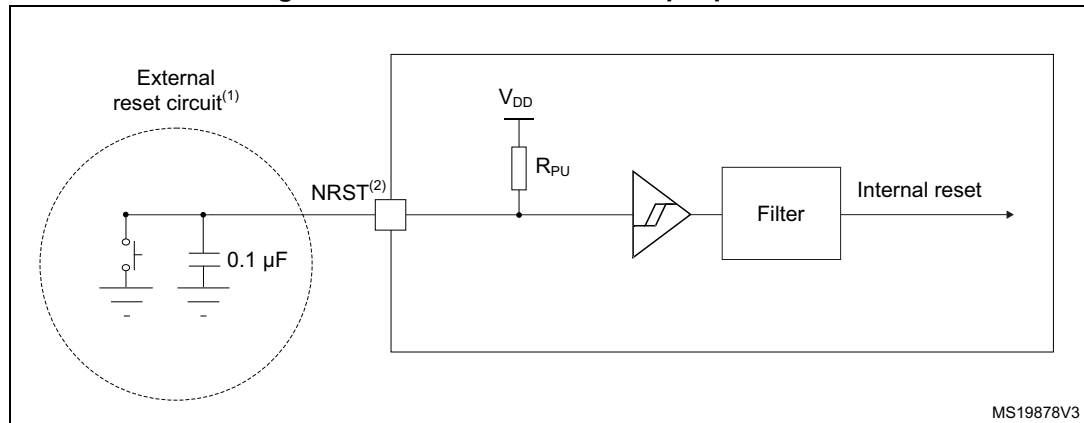 External
reset circuit(1)
VDD
RPU
NRST(2)
Filter
Internal reset
0.1 µF
MS19878V3